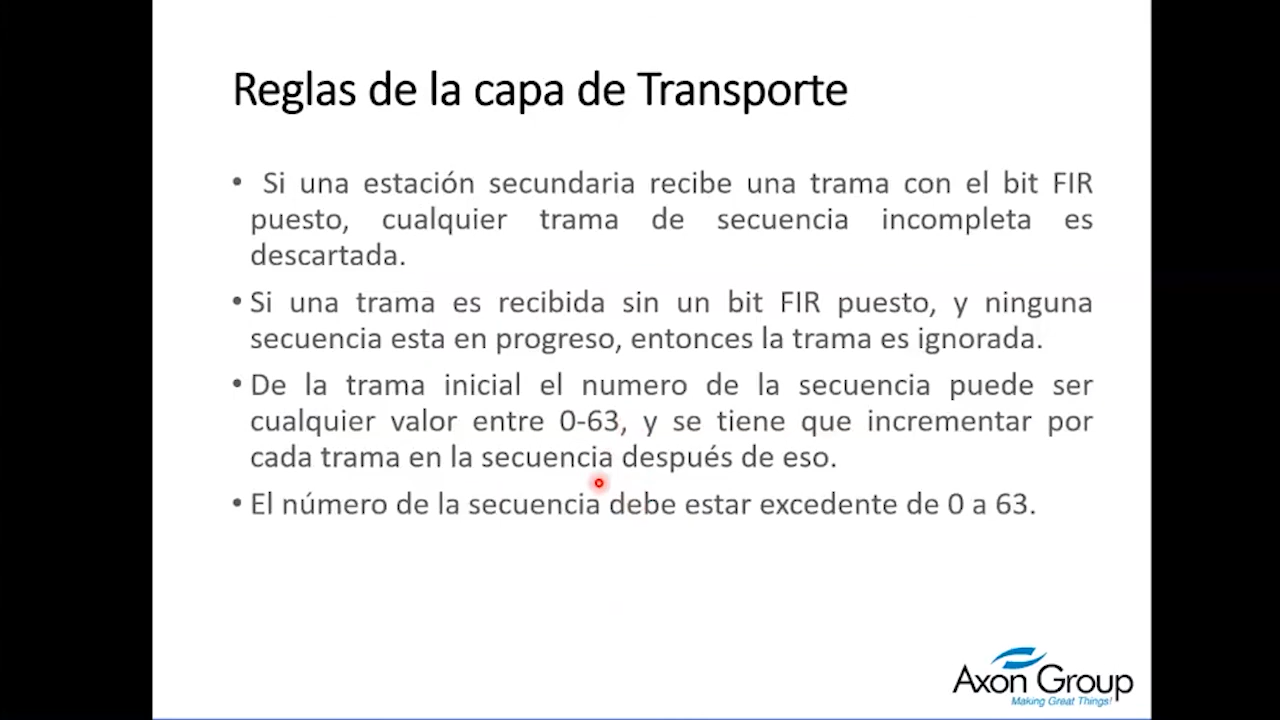 Reglas de la capa de Transporte
• Si una estación secundaria recibe una trama con el bit FIR
puesto, cualquier trama de secuencia incompleta es
descartada.
• Si una trama es recibida sin un bit FIR puesto, y ninguna
secuencia esta en progreso, entonces la trama es ignorada.
• De la trama inicial el numero de la secuencia puede ser
cualquier valor entre 0-63, y se tiene que incrementar por
cada trama en la secuencia después de eso.
• El número de la secuencia debe estar excedente de 0 a 63.
Axon Group
Making Great Things!